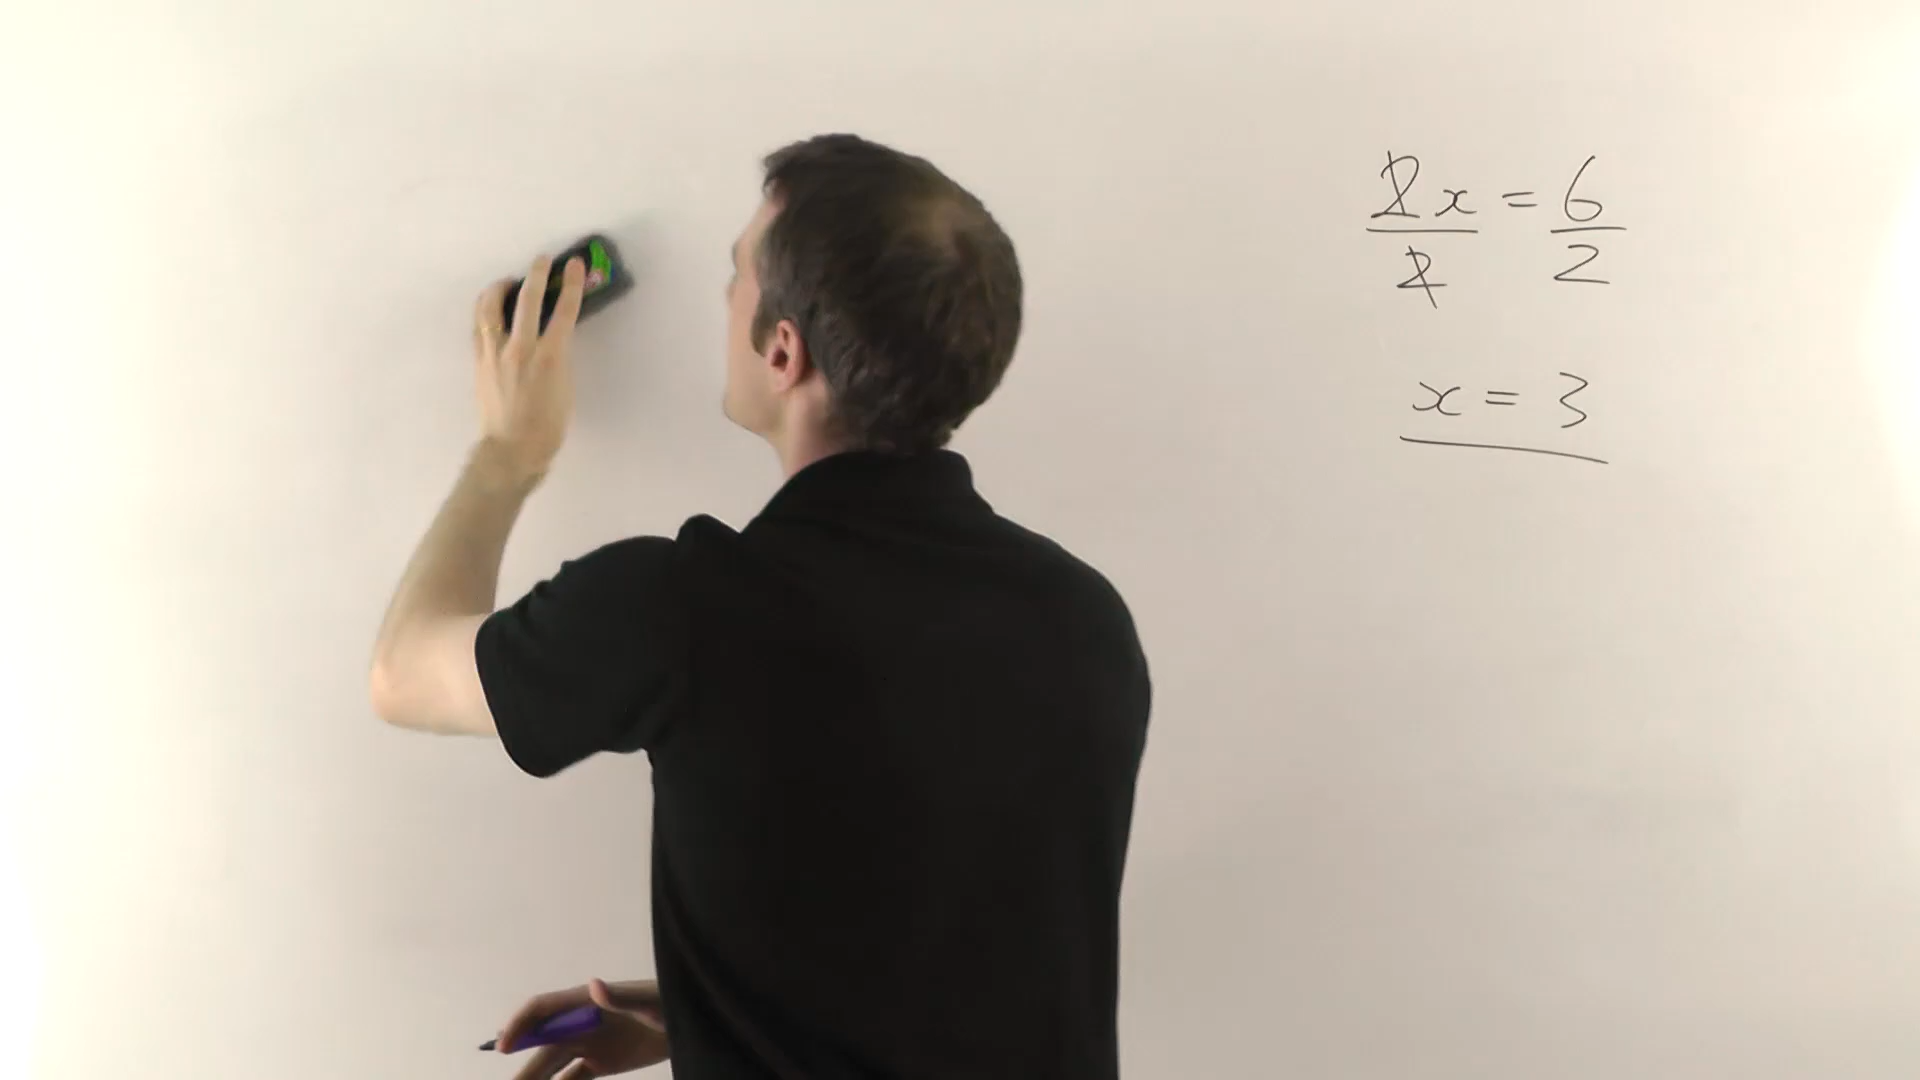 2x = 6
2 2
x = 3